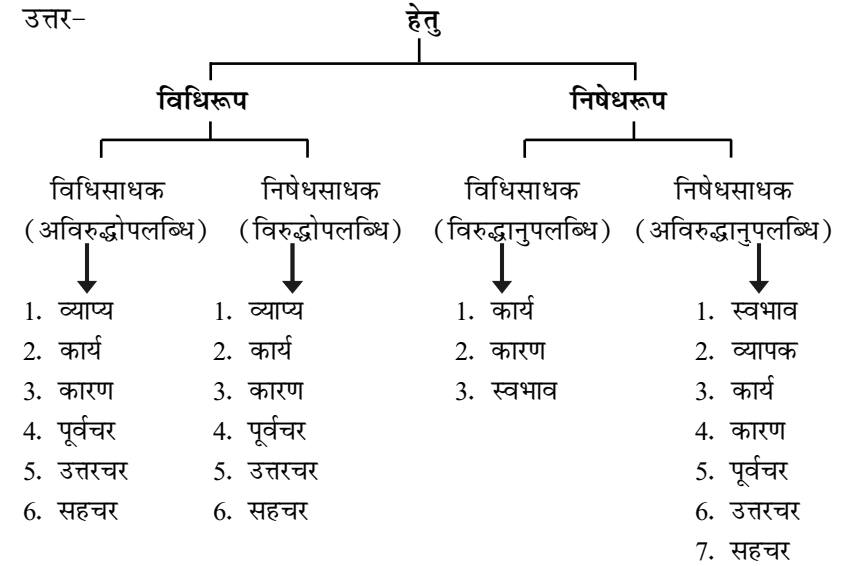 उत्तर– हेतु
विधिरूप निषेधरूप
विधिसाधक निषेधसाधक विधिसाधक निषेधसाधक
(अविरुद्धोपलब्धि) (विरुद्धोपलब्धि) (विरुद्धानुपलब्धि) (अविरुद्धानुपलब्धि)
1. व्याप्य 1. व्याप्य 1. कार्य 1. स्वभाव
2. कार्य 2. कार्य 2. कारण 2. व्यापक
3. कारण 3. कारण 3. स्वभाव 3. कार्य
4. पूर्वचर 4. पूर्वचर 4. कारण
5. उत्तरचर 5. उत्तरचर 5. पूर्वचर
6. सहचर 6. सहचर 6. उत्तरचर
7. सहचर